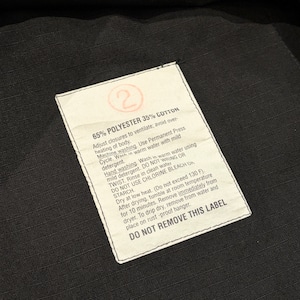 2
65% POLYESTER 35% COTTON
Adjust closures to ventilate, avoid over-
heating of body.
Machine washing: Use Permanent Press
Cycle. Wash in warm water with mild
detergent.
Hand washing: Wash in warm water using
mild detergent. DO NOT WRING OR
TWIST. Rinse in clean water.
DO NOT USE CHLORINE BLEACH OR
STARCH.
Dry at low heat. (Do not exceed 130 F).
After drying, tumble at room temperature
for 10 minutes. Remove immediately from
dryer. To drip dry, remove from water and
place on rust-proof hanger.
DO NOT REMOVE THIS LABEL